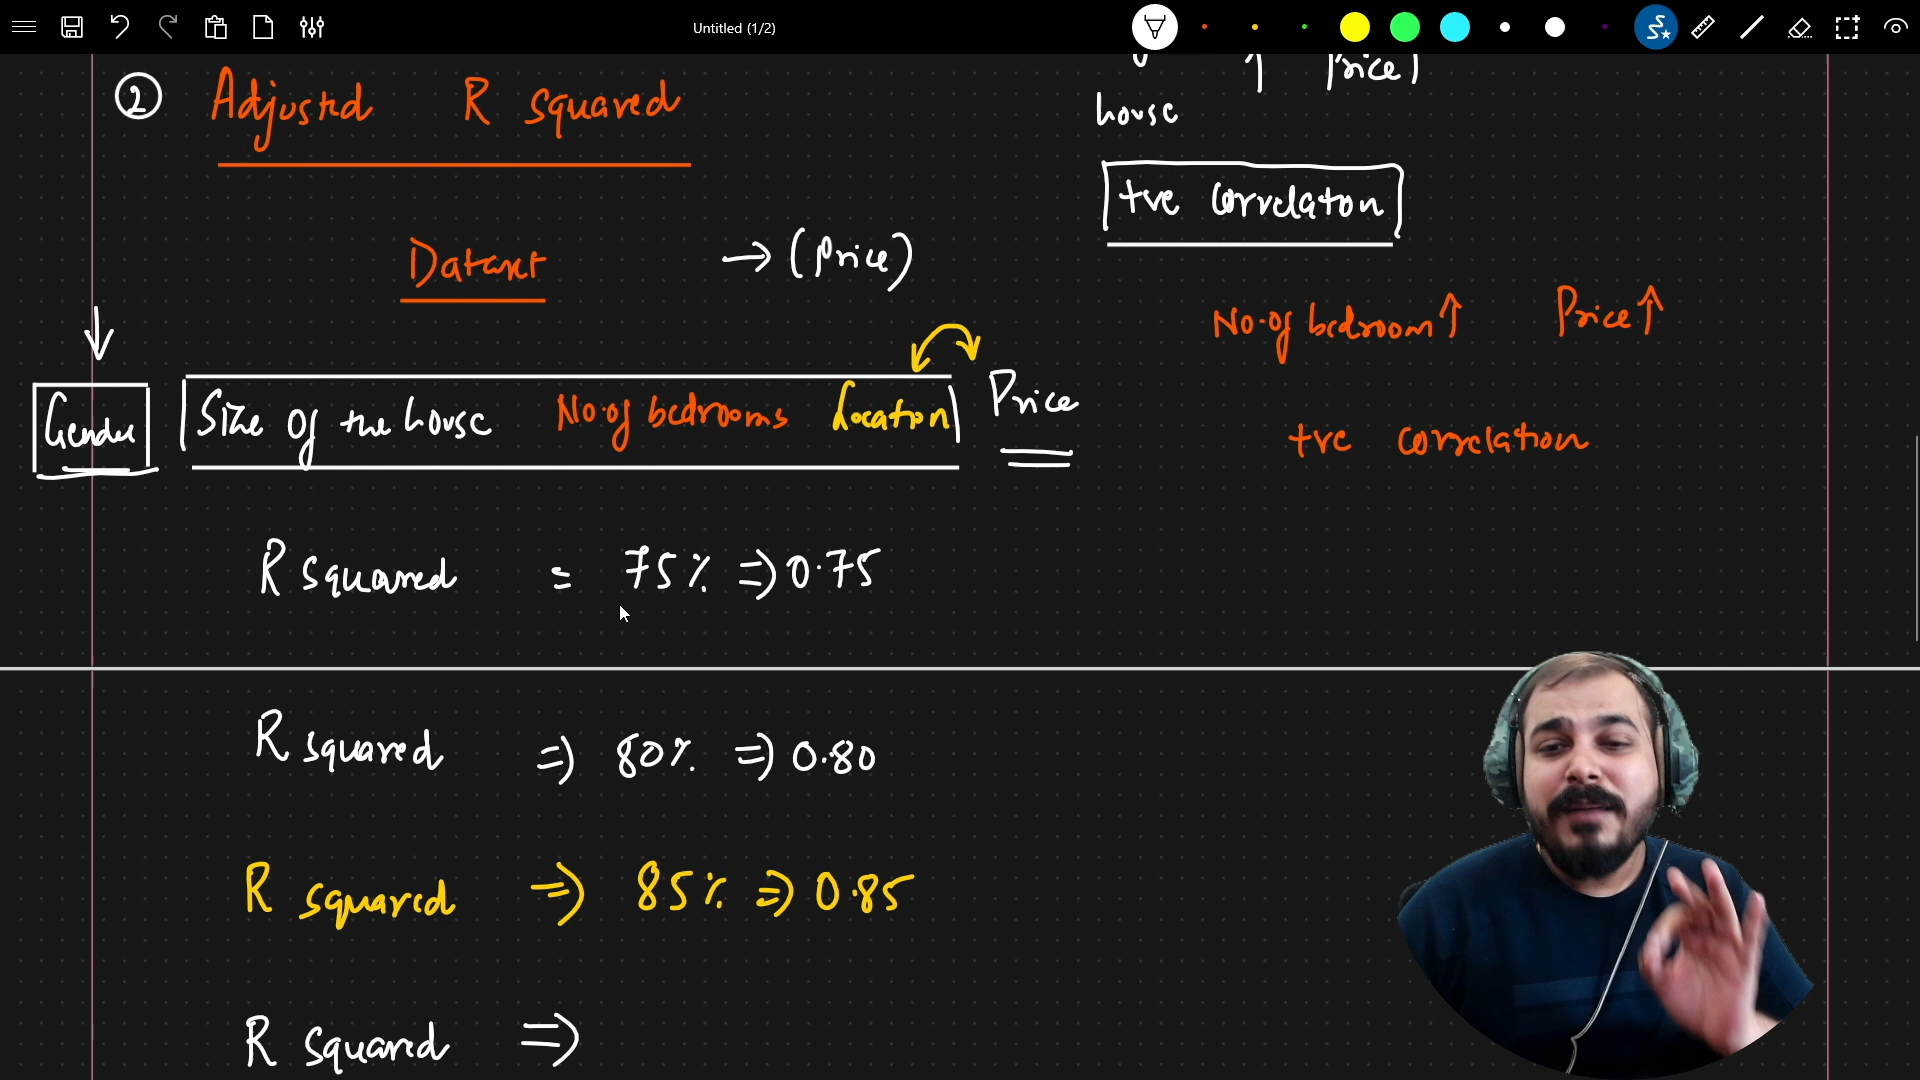 Untitled (1/2)
② Adjusted R squared
↑ Price ↑
house
+ve correlation
Dataset → (Price)
No. of bedroom ↑ Price ↑
Gender Size of the house No. of bedrooms Location Price
+ve correlation
R squared = 75% => 0.75
R squared => 80% => 0.80
R squared => 85% => 0.85
R squared =>